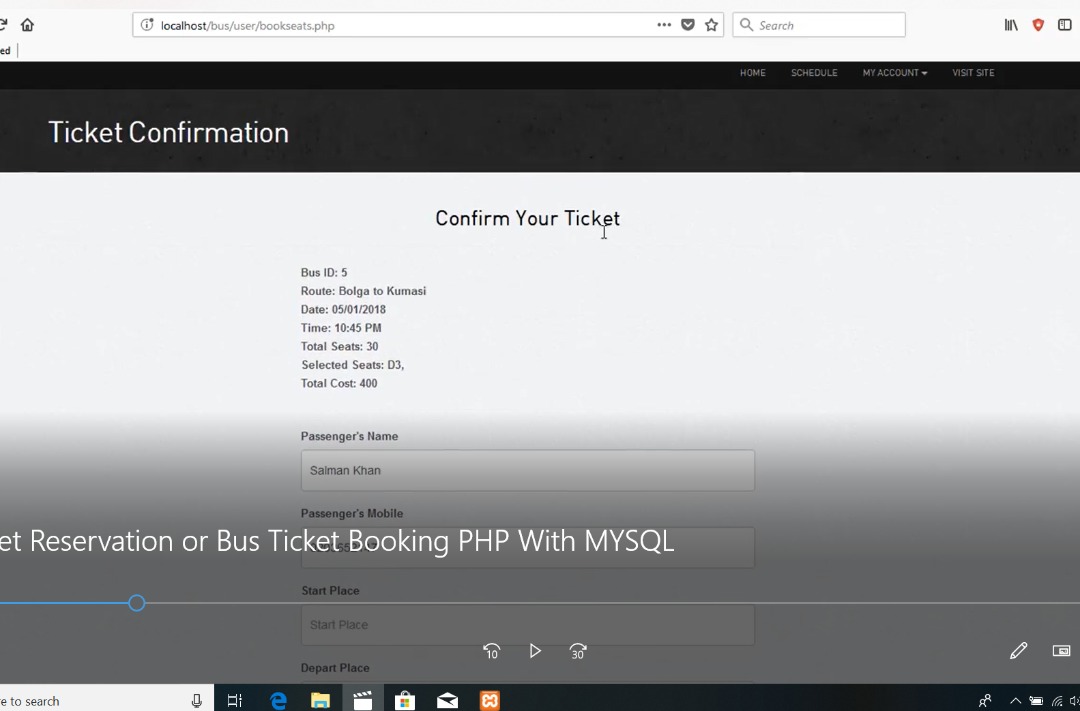 localhost/bus/user/bookseats.php
Search
ed
HOME SCHEDULE MY ACCOUNT VISIT SITE
Ticket Confirmation
Confirm Your Ticket
Bus ID: 5
Route: Bolga to Kumasi
Date: 05/01/2018
Time: 10:45 PM
Total Seats: 30
Selected Seats: D3,
Total Cost: 400
Passenger's Name
Salman Khan
Passenger's Mobile
et Reservation or Bus Ticket Booking PHP With MYSQL
Start Place
Start Place
10 30
Depart Place
e to search